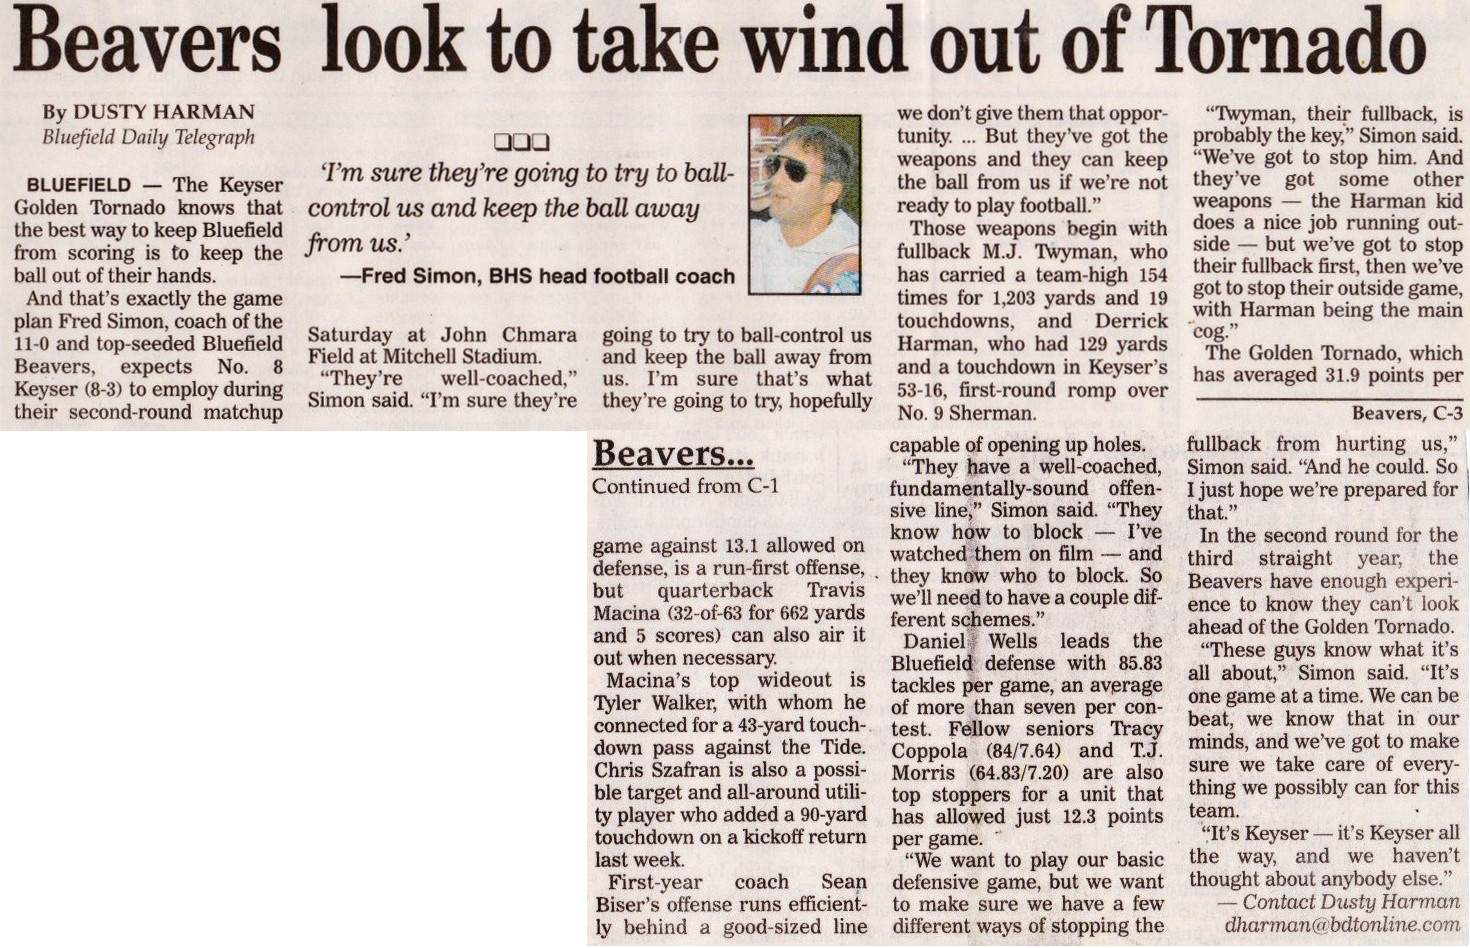 Beavers look to take wind out of Tornado
By DUSTY HARMAN
Bluefield Daily Telegraph
BLUEFIELD — The Keyser
Golden Tornado knows that
the best way to keep Bluefield
from scoring is to keep the
ball out of their hands.
And that's exactly the game
plan Fred Simon, coach of the
11-0 and top-seeded Bluefield
Beavers, expects No. 8
Keyser (8-3) to employ during
their second-round matchup
❑❑❑
'I'm sure they're going to try to ball-
control us and keep the ball away
from us.'
—Fred Simon, BHS head football coach
Saturday at John Chmara
Field at Mitchell Stadium.
"They're well-coached,"
Simon said. "I'm sure they're
going to try to ball-control us
and keep the ball away from
us. I'm sure that's what
they're going to try, hopefully
we don't give them that oppor-
tunity. ... But they've got the
weapons and they can keep
the ball from us if we're not
ready to play football."
Those weapons begin with
fullback M.J. Twyman, who
has carried a team-high 154
times for 1,203 yards and 19
touchdowns, and Derrick
Harman, who had 129 yards
and a touchdown in Keyser's
53-16, first-round romp over
No. 9 Sherman.
"Twyman, their fullback, is
probably the key," Simon said.
"We've got to stop him. And
they've got some other
weapons — the Harman kid
does a nice job running out-
side — but we've got to stop
their fullback first, then we've
got to stop their outside game,
with Harman being the main
cog."
The Golden Tornado, which
has averaged 31.9 points per
Beavers, C-3
Beavers...
Continued from C-1
game against 13.1 allowed on
defense, is a run-first offense,
but quarterback Travis
Macina (32-of-63 for 662 yards
and 5 scores) can also air it
out when necessary.
Macina's top wideout is
Tyler Walker, with whom he
connected for a 43-yard touch-
down pass against the Tide.
Chris Szafran is also a possi-
ble target and all-around utili-
ty player who added a 90-yard
touchdown on a kickoff return
last week.
First-year coach Sean
Biser's offense runs efficient-
ly behind a good-sized line
capable of opening up holes.
"They have a well-coached,
fundamentally-sound offen-
sive line," Simon said. "They
know how to block — I've
watched them on film — and
they know who to block. So
we'll need to have a couple dif-
ferent schemes."
Daniel Wells leads the
Bluefield defense with 85.83
tackles per game, an average
of more than seven per con-
test. Fellow seniors Tracy
Coppola (84/7.64) and T.J.
Morris (64.83/7.20) are also
top stoppers for a unit that
has allowed just 12.3 points
per game.
"We want to play our basic
defensive game, but we want
to make sure we have a few
different ways of stopping the
fullback from hurting us,"
Simon said. "And he could. So
I just hope we're prepared for
that."
In the second round for the
third straight year, the
Beavers have enough experi-
ence to know they can't look
ahead of the Golden Tornado.
"These guys know what it's
all about," Simon said. "It's
one game at a time. We can be
beat, we know that in our
minds, and we've got to make
sure we take care of every-
thing we possibly can for this
team.
"It's Keyser — it's Keyser all
the way, and we haven't
thought about anybody else."
— Contact Dusty Harman
dharman@bdtonline.com